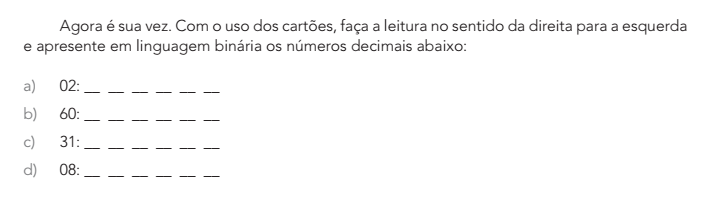 Agora é sua vez. Com o uso dos cartões, faça a leitura no sentido da direita para a esquerda
e apresente em linguagem binária os números decimais abaixo:
a) 02: __ __ __ __ __ __
b) 60: __ __ __ __ __ __
c) 31: __ __ __ __ __ __
d) 08: __ __ __ __ __ __